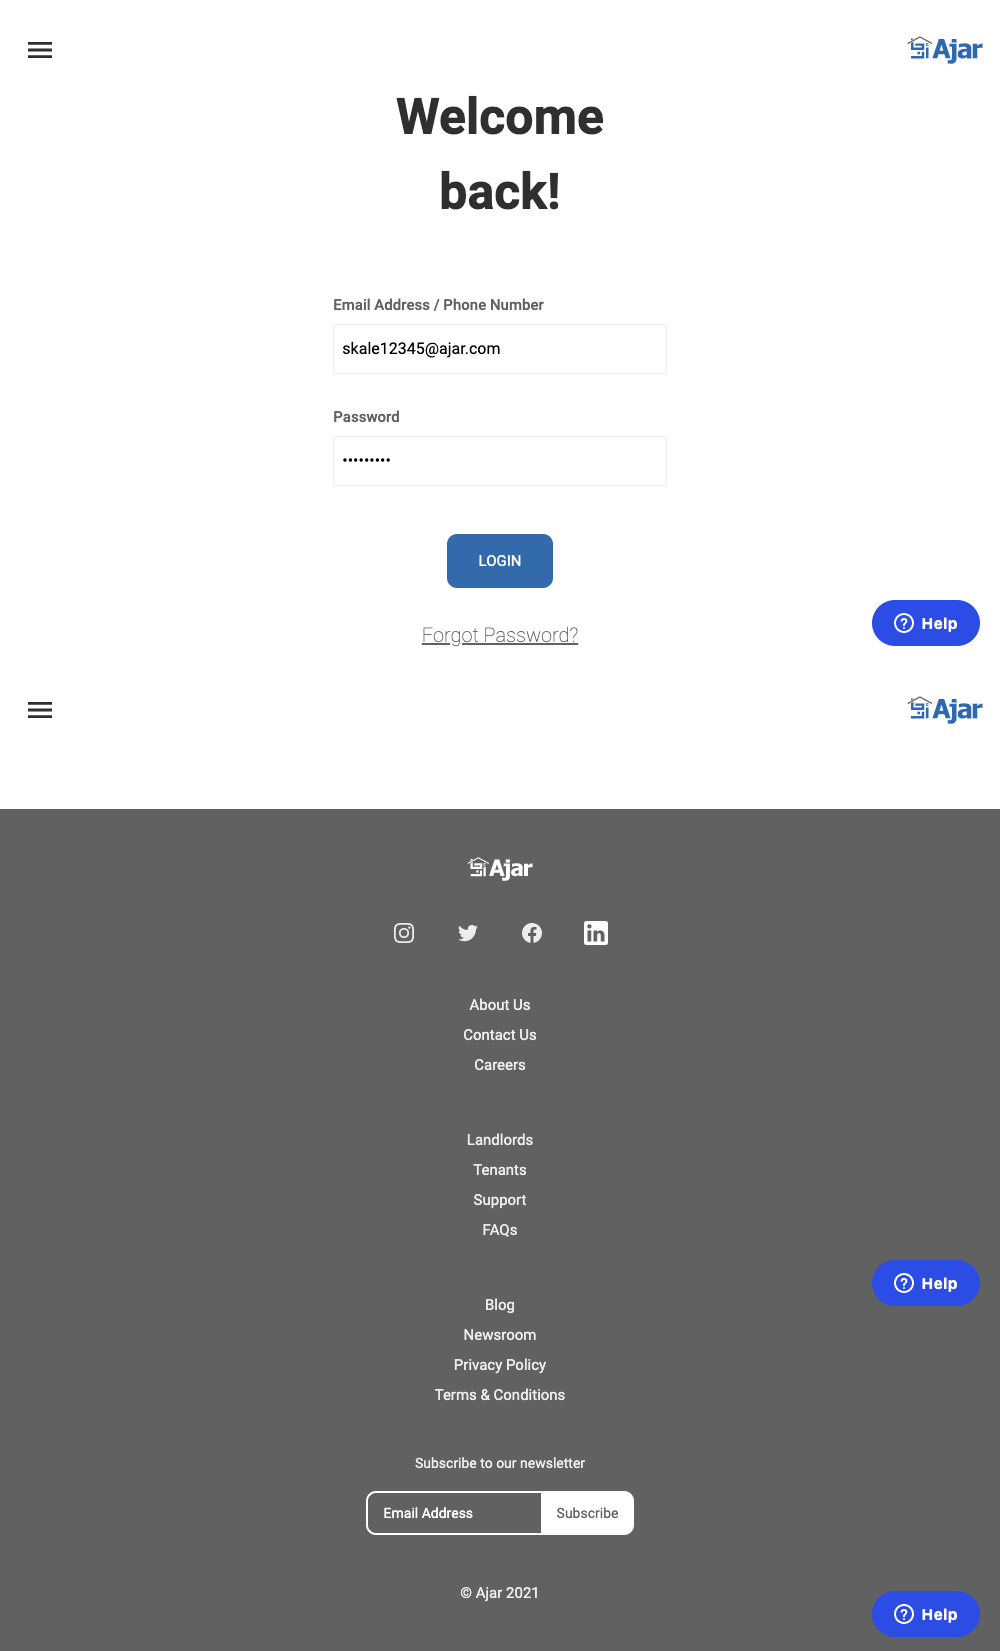 Ajar
Welcome
back!
Email Address / Phone Number
skale12345@ajar.com
Password
•••••••••
LOGIN
Help
Forgot Password?
Ajar
Ajar
About Us
Contact Us
Careers
Landlords
Tenants
Support
FAQs
Help
Blog
Newsroom
Privacy Policy
Terms & Conditions
Subscribe to our newsletter
Email Address Subscribe
© Ajar 2021
Help